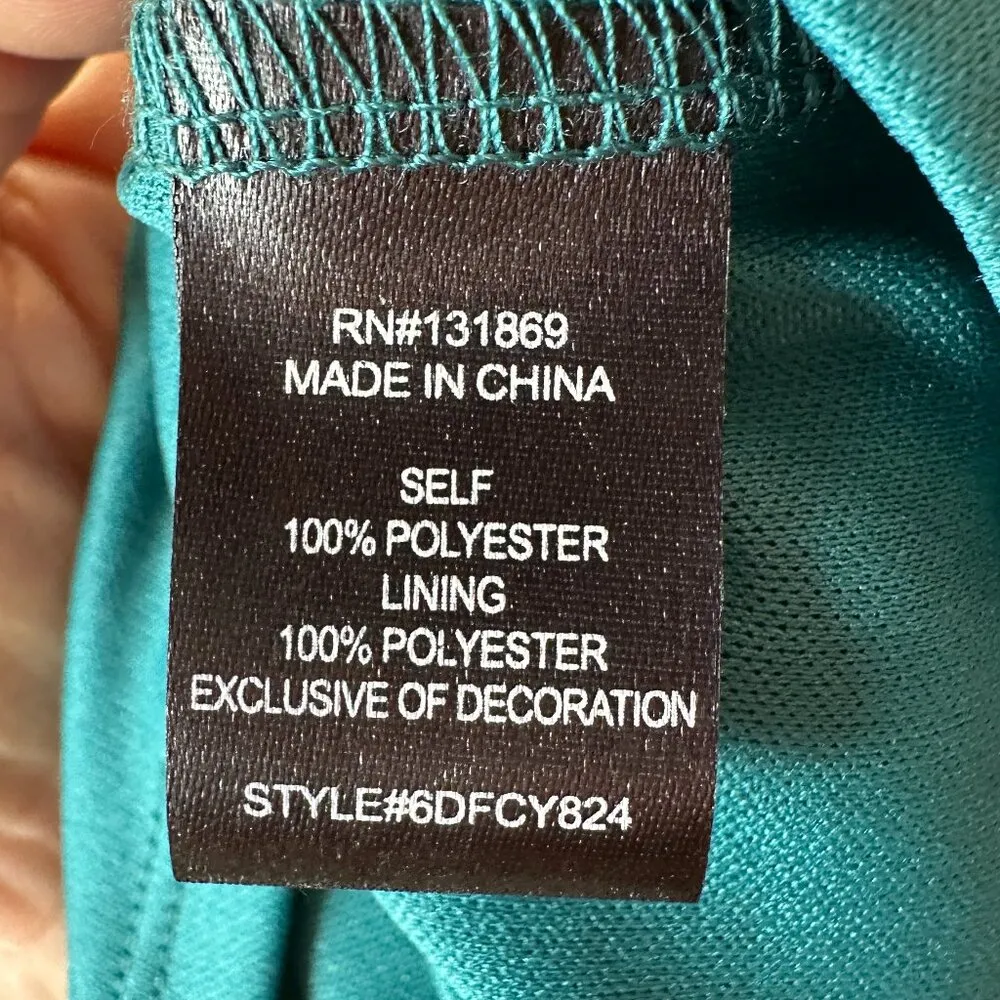 RN#131869
MADE IN CHINA
SELF
100% POLYESTER
LINING
100% POLYESTER
EXCLUSIVE OF DECORATION
STYLE#6DFCY824